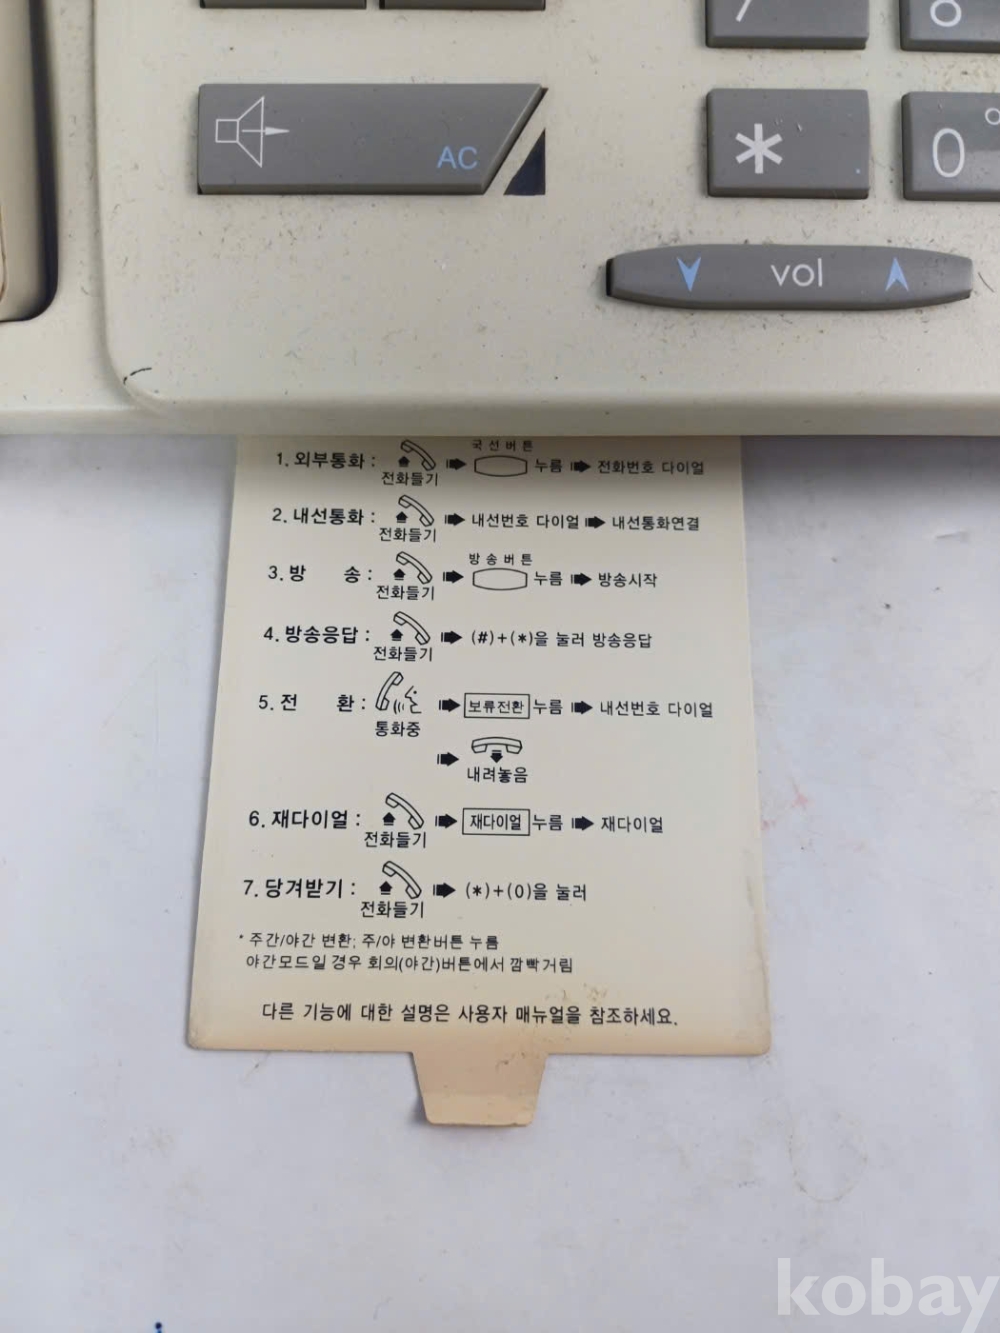 AC
*
0
vol
국선버튼
1. 외부통화 : 누름 전화번호 다이얼
전화들기
2. 내선통화 : 내선번호 다이얼 내선통화연결
전화들기
방송버튼
3. 방 송 : 누름 방송시작
전화들기
4. 방송응답 : (#)+(*)을 눌러 방송응답
전화들기
5. 전 환 : 보류전환 누름 내선번호 다이얼
통화중
내려놓음
6. 재다이얼 : 재다이얼 누름 재다이얼
전화들기
7. 당겨받기 : (*)+(0)을 눌러
전화들기
* 주간/야간 변환; 주/야 변환버튼 누름
야간모드일 경우 회의(야간)버튼에서 깜빡거림
다른 기능에 대한 설명은 사용자 매뉴얼을 참조하세요.
kobay